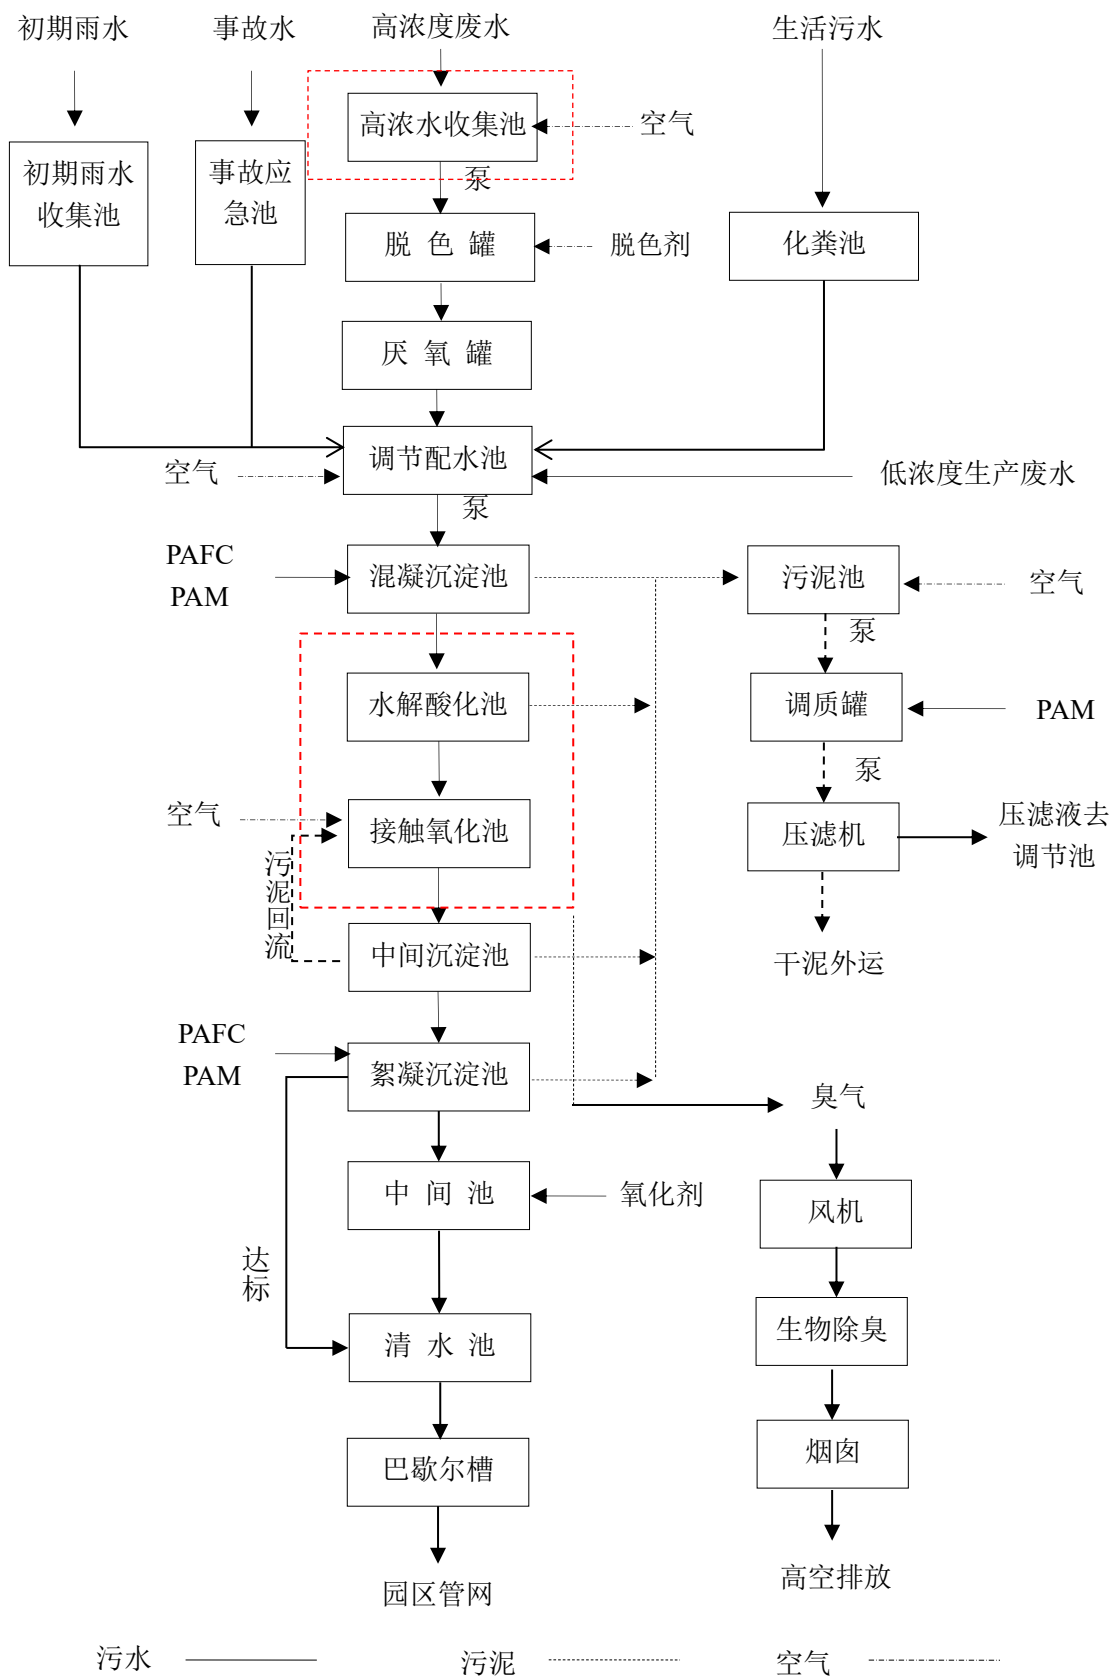 初期雨水
事故水
高浓度废水
生活污水
高浓水收集池
空气
泵
初期雨水
收集池
事故应
急池
脱色罐
脱色剂
化粪池
厌氧罐
调节配水池
空气
低浓度生产废水
泵
PAFC
PAM
混凝沉淀池
污泥池
空气
泵
水解酸化池
调质罐
PAM
泵
空气
接触氧化池
压滤机
压滤液去
调节池
污泥回流
中间沉淀池
干泥外运
PAFC
PAM
絮凝沉淀池
臭气
中间池
氧化剂
风机
达标
清水池
生物除臭
巴歇尔槽
烟囱
园区管网
高空排放
污水
污泥
空气